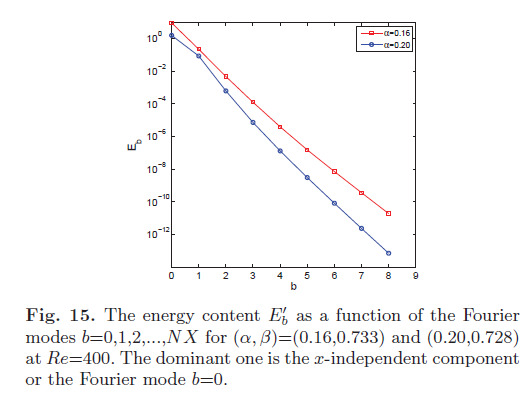 α=0.16
α=0.20
10^0
10^-2
10^-4
10^-6
10^-8
10^-10
10^-12
E_b
0 1 2 3 4 5 6 7 8 9
b
Fig. 15. The energy content E′_b as a function of the Fourier
modes b=0,1,2,...,NX for (α, β)=(0.16,0.733) and (0.20,0.728)
at Re=400. The dominant one is the x-independent component
or the Fourier mode b=0.